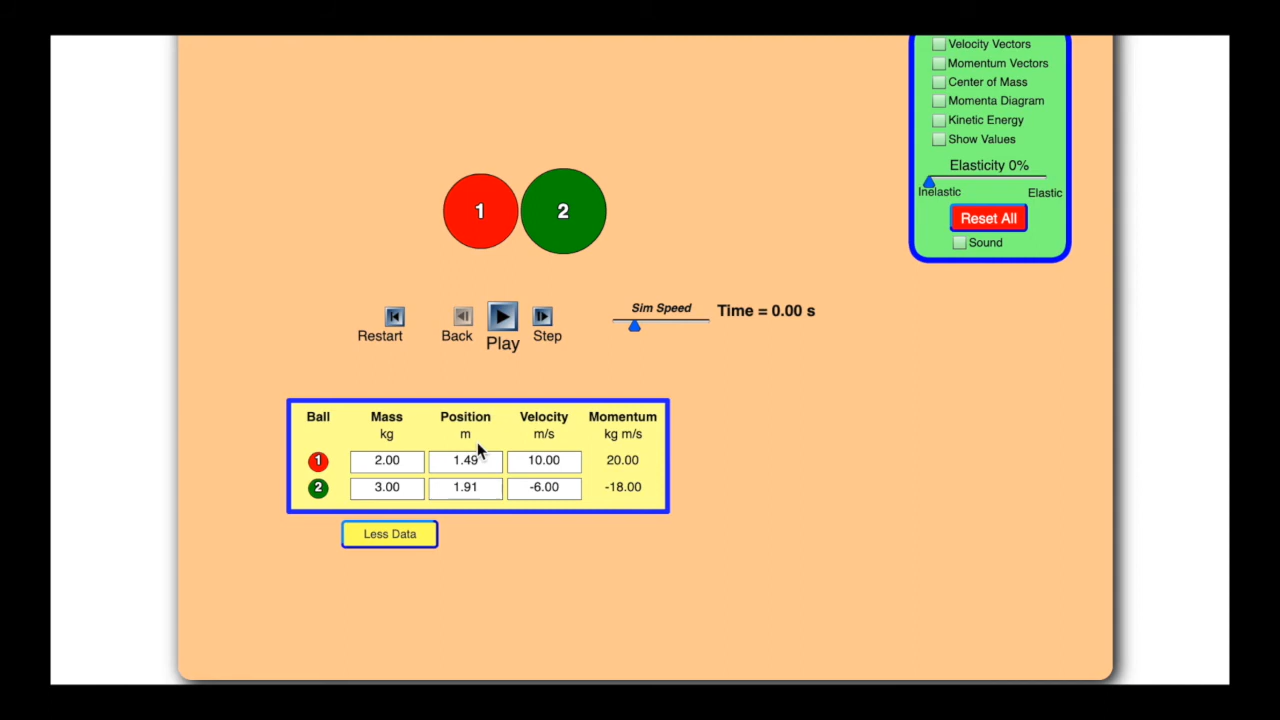 Velocity Vectors
Momentum Vectors
Center of Mass
Momenta Diagram
Kinetic Energy
Show Values
Elasticity 0%
Inelastic Elastic
Reset All
Sound
1 2
Sim Speed Time = 0.00 s
Restart Back Play Step
Ball Mass Position Velocity Momentum
kg m m/s kg m/s
1 2.00 1.49 10.00 20.00
2 3.00 1.91 -6.00 -18.00
Less Data